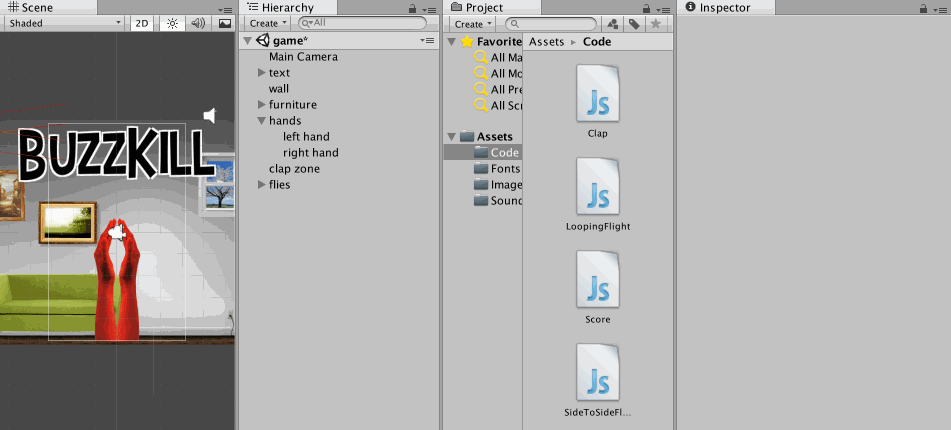 Scene
Shaded
2D
BUZZKILL
Hierarchy
Create
All
game*
Main Camera
text
wall
furniture
hands
left hand
right hand
clap zone
flies
Project
Create
Favorite
All Ma
All Mo
All Pre
All Scr
Assets
Code
Fonts
Image
Sound
Assets ▸ Code
Js
Clap
Js
LoopingFlight
Js
Score
Js
SideToSideFl...
Inspector